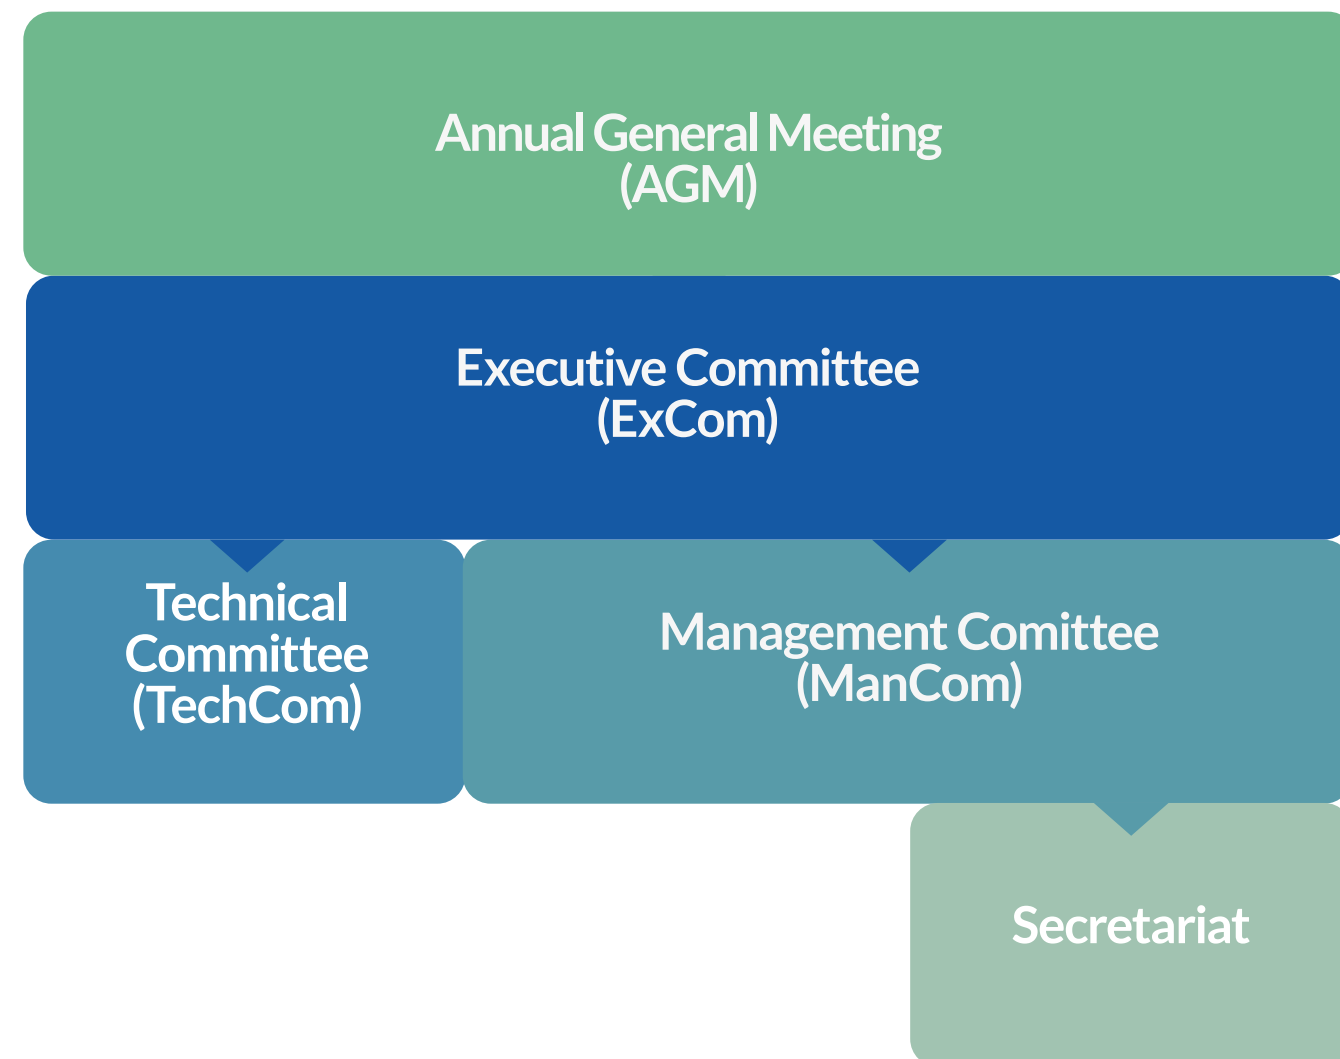 Annual General Meeting
(AGM)
Executive Committee
(ExCom)
Technical
Committee
(TechCom)
Management Comittee
(ManCom)
Secretariat